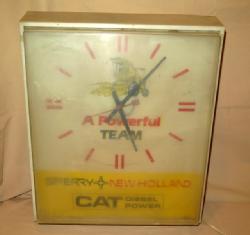 A Powerful
TEAM
SPERRY NEW HOLLAND
CAT DIESEL
POWER